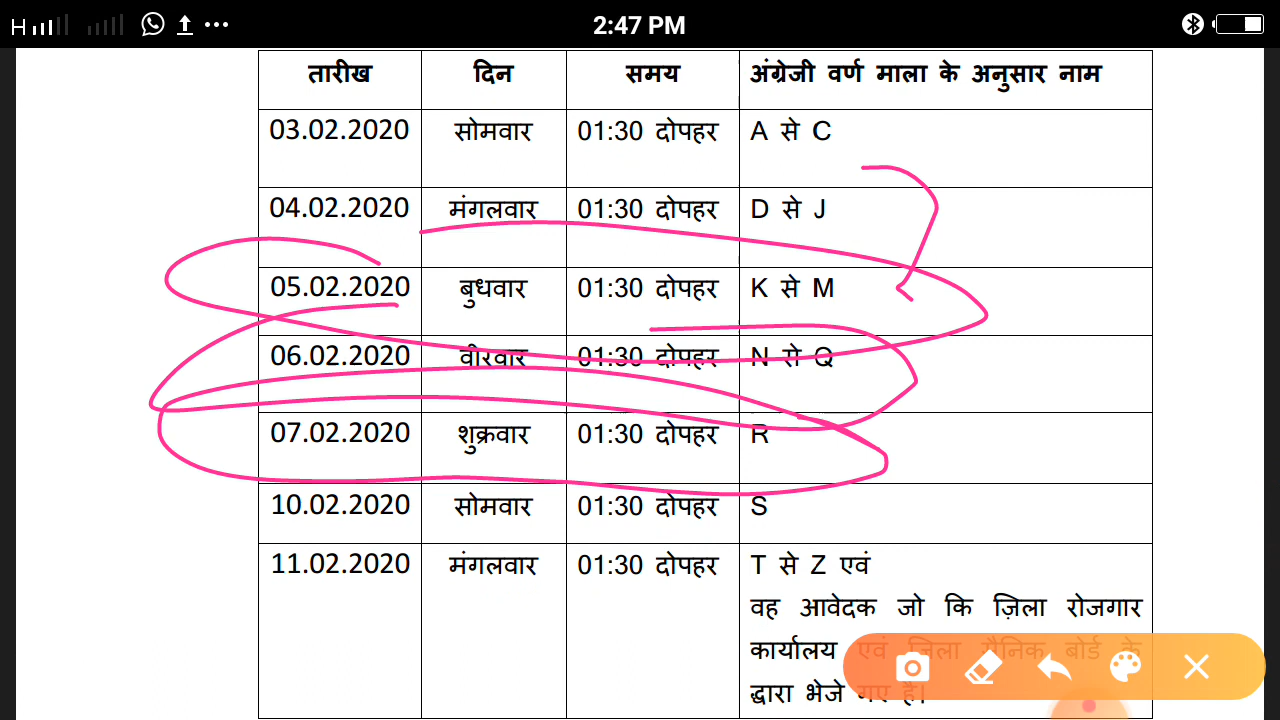 H 2:47 PM
तारीख दिन समय अंग्रेजी वर्ण माला के अनुसार नाम
03.02.2020 सोमवार 01:30 दोपहर A से C
04.02.2020 मंगलवार 01:30 दोपहर D से J
05.02.2020 बुधवार 01:30 दोपहर K से M
06.02.2020 वीरवार 01:30 दोपहर N से Q
07.02.2020 शुक्रवार 01:30 दोपहर R
10.02.2020 सोमवार 01:30 दोपहर S
11.02.2020 मंगलवार 01:30 दोपहर T से Z एवं
वह आवेदक जो कि ज़िला रोजगार
कार्यालय एवं ज़िला सैनिक बोर्ड के
द्वारा भेजे गए हैं।